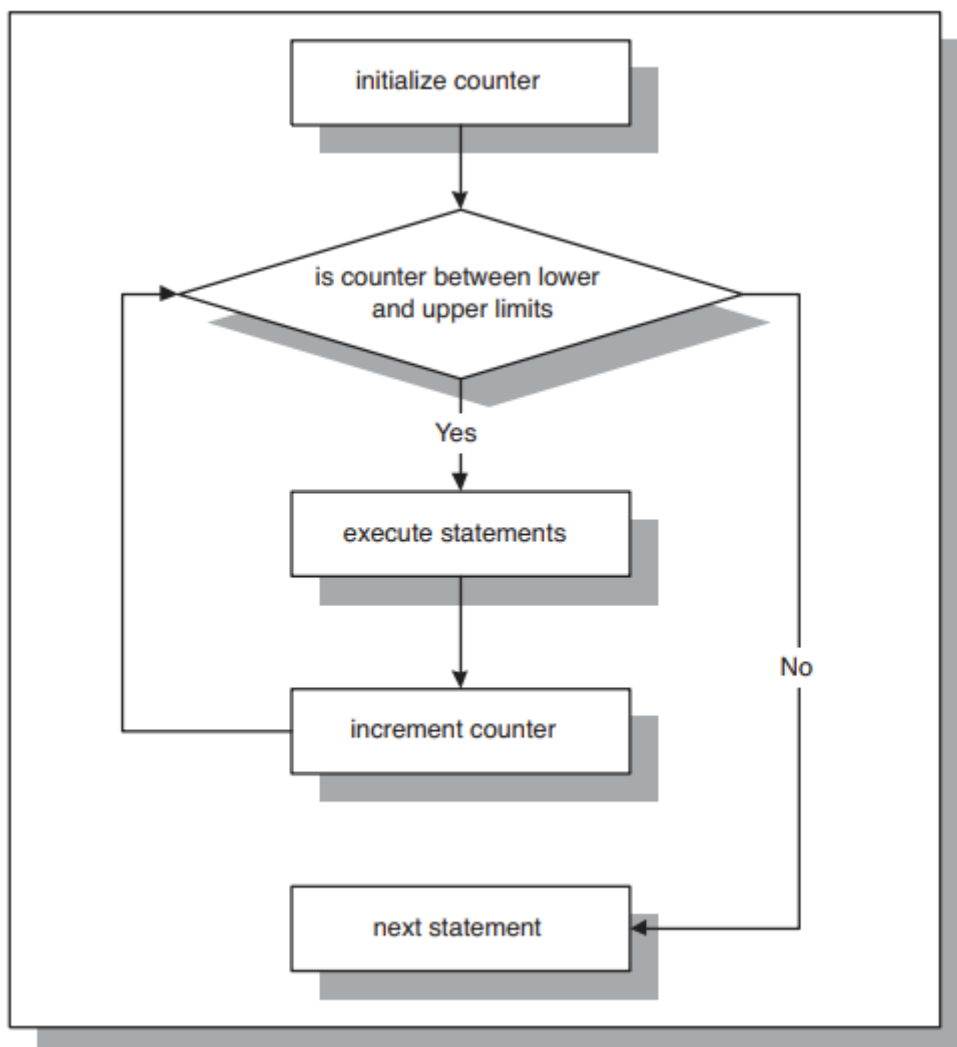 initialize counter
is counter between lower
and upper limits
Yes
execute statements
No
increment counter
next statement